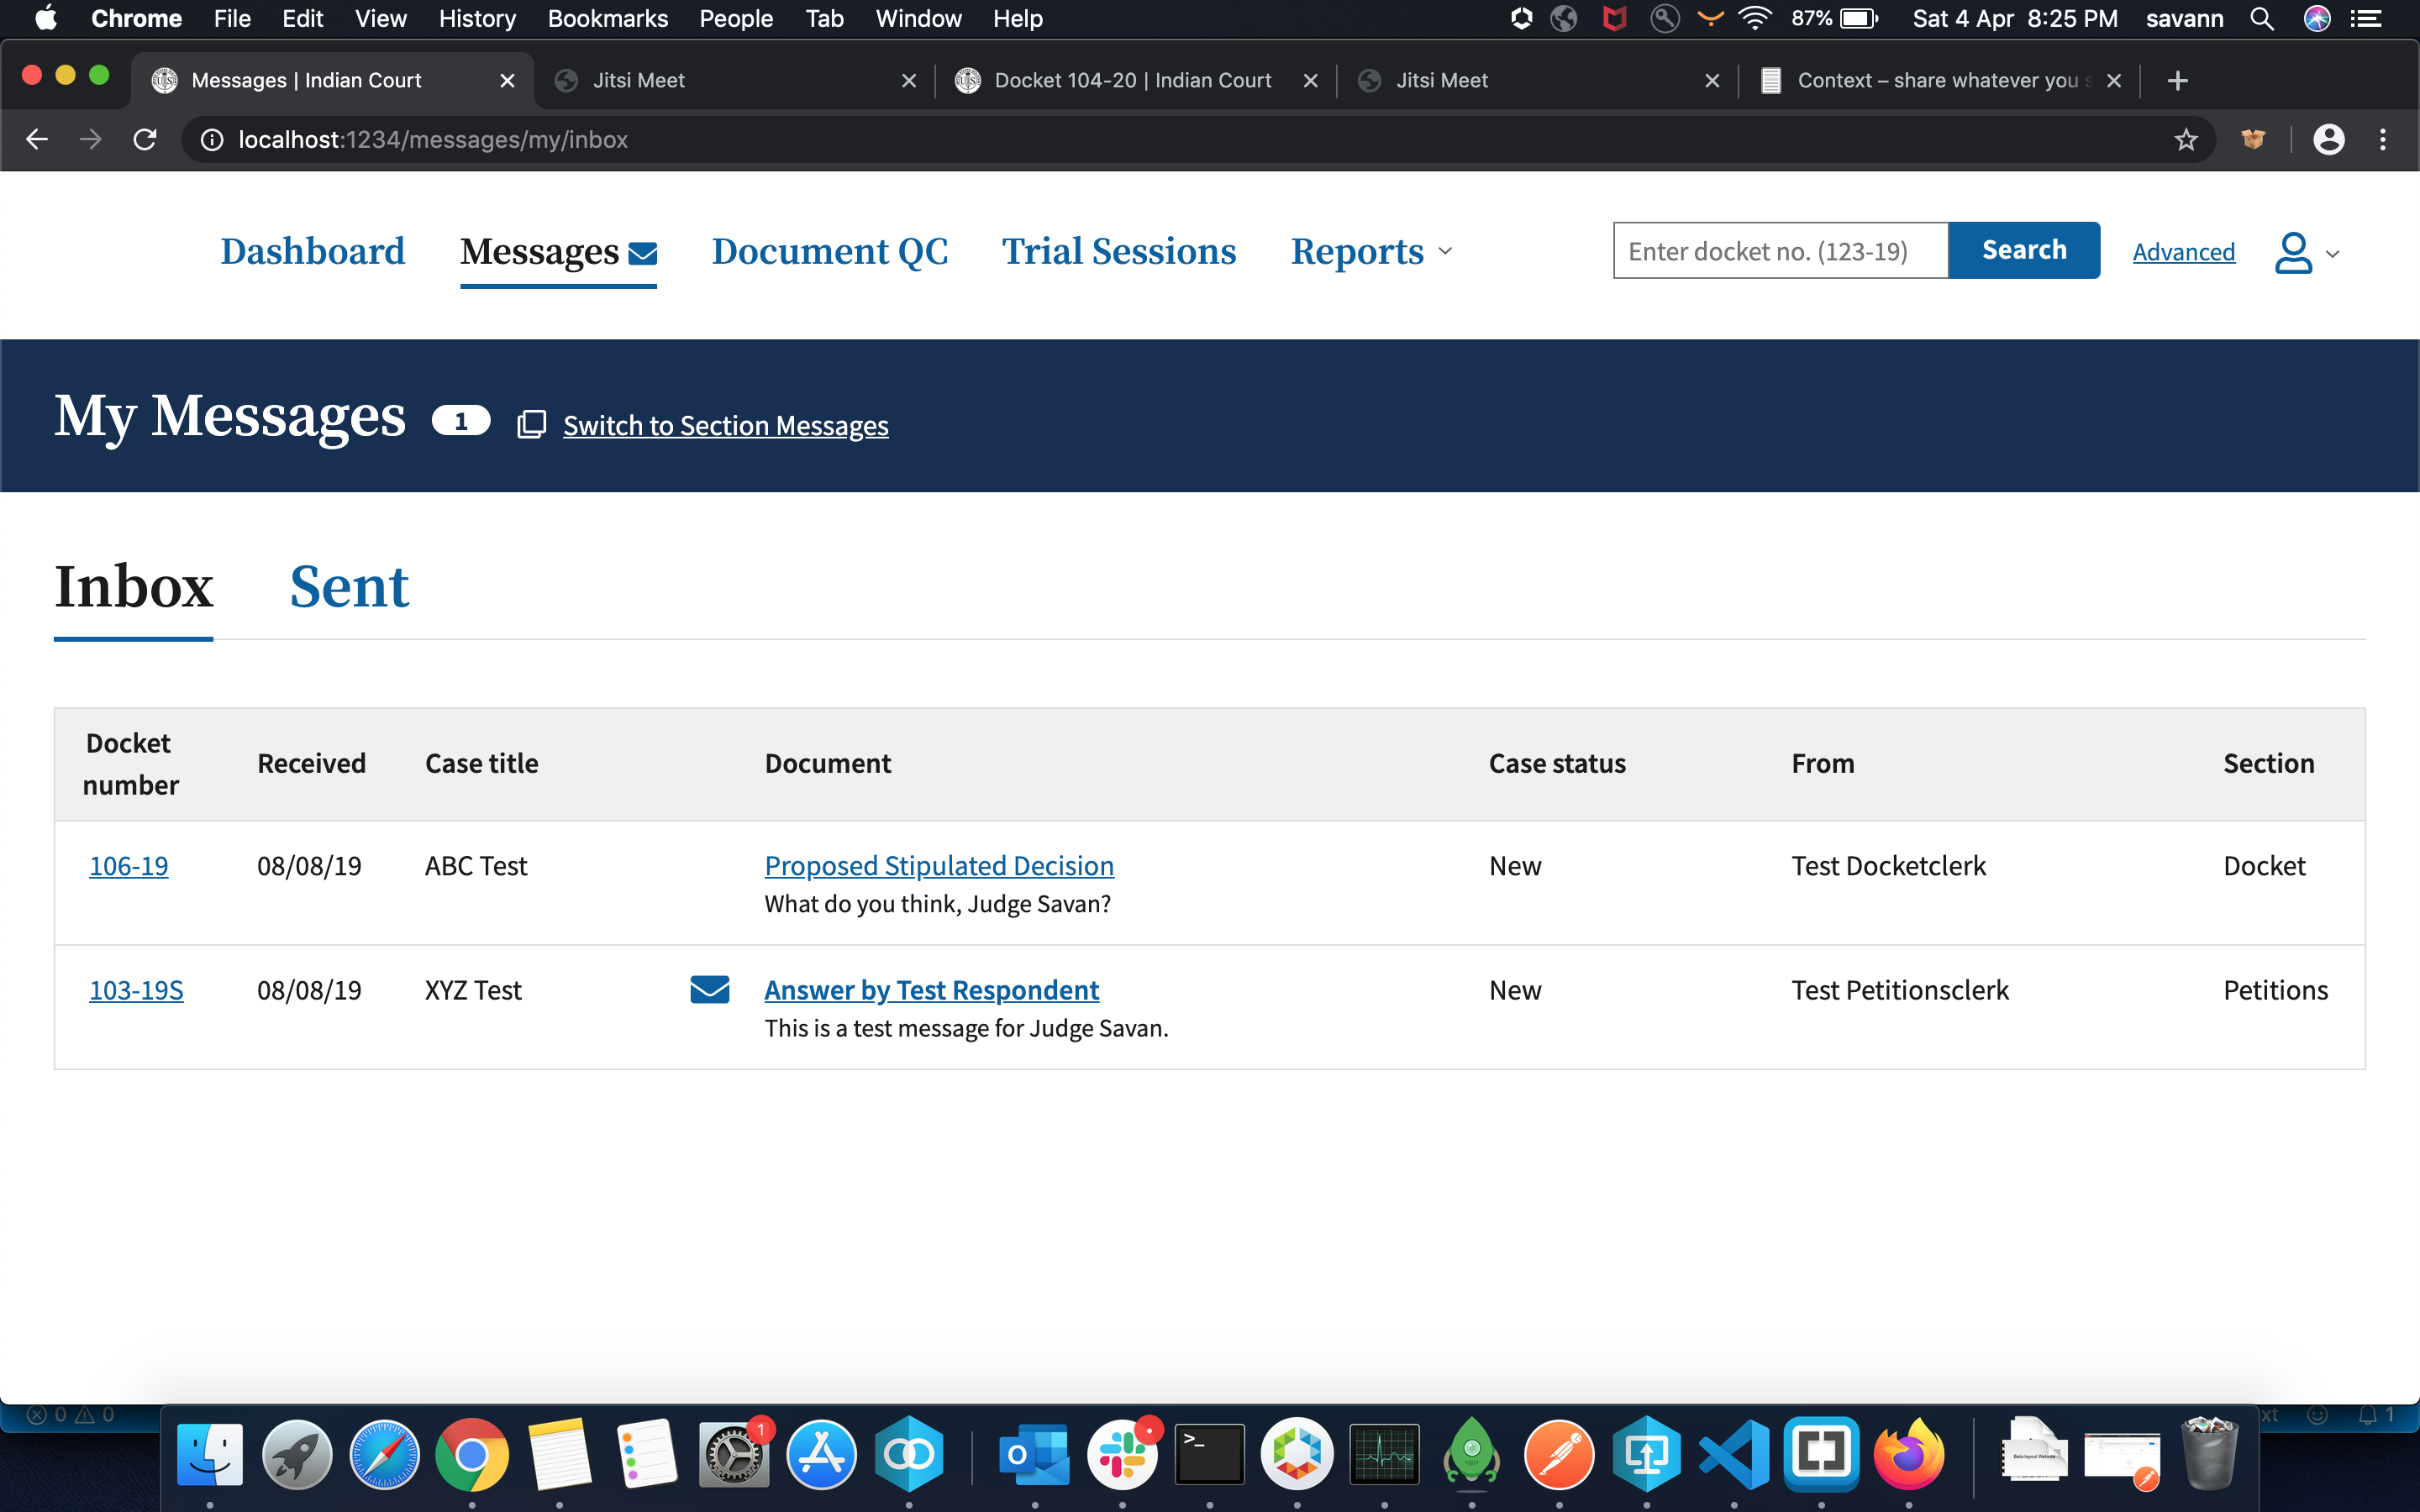 Chrome File Edit View History Bookmarks People Tab Window Help 87% Sat 4 Apr 8:25 PM savann
Messages | Indian Court Jitsi Meet Docket 104-20 | Indian Court Jitsi Meet Context – share whatever you s
localhost:1234/messages/my/inbox
Dashboard Messages Document QC Trial Sessions Reports Enter docket no. (123-19) Search Advanced
My Messages 1 Switch to Section Messages
Inbox Sent
Docket number Received Case title Document Case status From Section
106-19 08/08/19 ABC Test Proposed Stipulated Decision New Test Docketclerk Docket
What do you think, Judge Savan?
103-19S 08/08/19 XYZ Test Answer by Test Respondent New Test Petitionsclerk Petitions
This is a test message for Judge Savan.
0 0 1
1